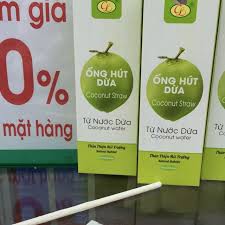 m giá
0%
mặt hàng
ỐNG HÚT
DỪA
Coconut Straw
Từ Nước Dừa
Coconut water
Thân Thiện Môi Trường
ỐNG HÚT
DỪA
Coconut Straw
Từ Nước Dừa
Coconut water
Thân Thiện Môi Trường